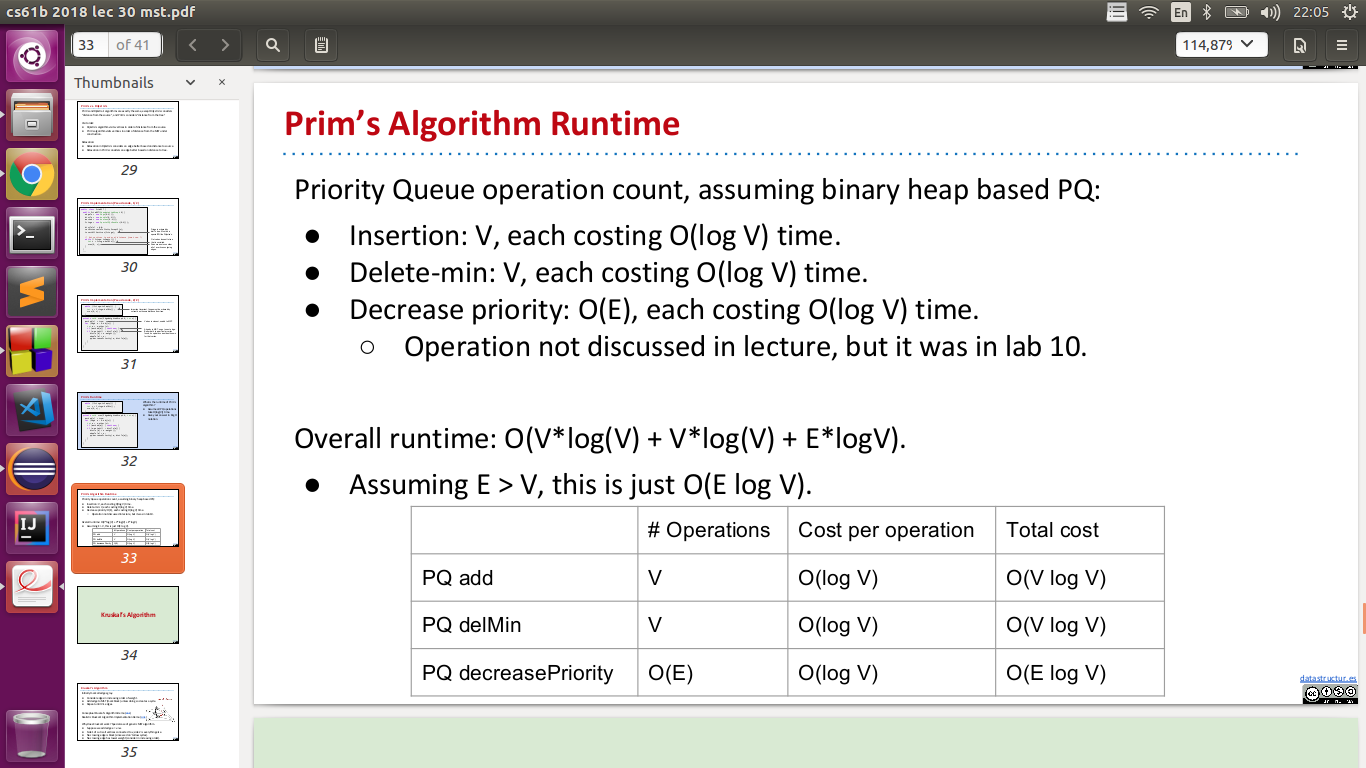 cs61b 2018 lec 30 mst.pdf
En
22:05
33
of 41
114,87%
Thumbnails
29
30
31
32
33
Kruskal's Algorithm
34
35
Prim's Algorithm Runtime
Priority Queue operation count, assuming binary heap based PQ:
● Insertion: V, each costing O(log V) time.
● Delete-min: V, each costing O(log V) time.
● Decrease priority: O(E), each costing O(log V) time.
○ Operation not discussed in lecture, but it was in lab 10.
Overall runtime: O(V*log(V) + V*log(V) + E*logV).
● Assuming E > V, this is just O(E log V).
# Operations Cost per operation Total cost
PQ add V O(log V) O(V log V)
PQ delMin V O(log V) O(V log V)
PQ decreasePriority O(E) O(log V) O(E log V)
datastructur.es